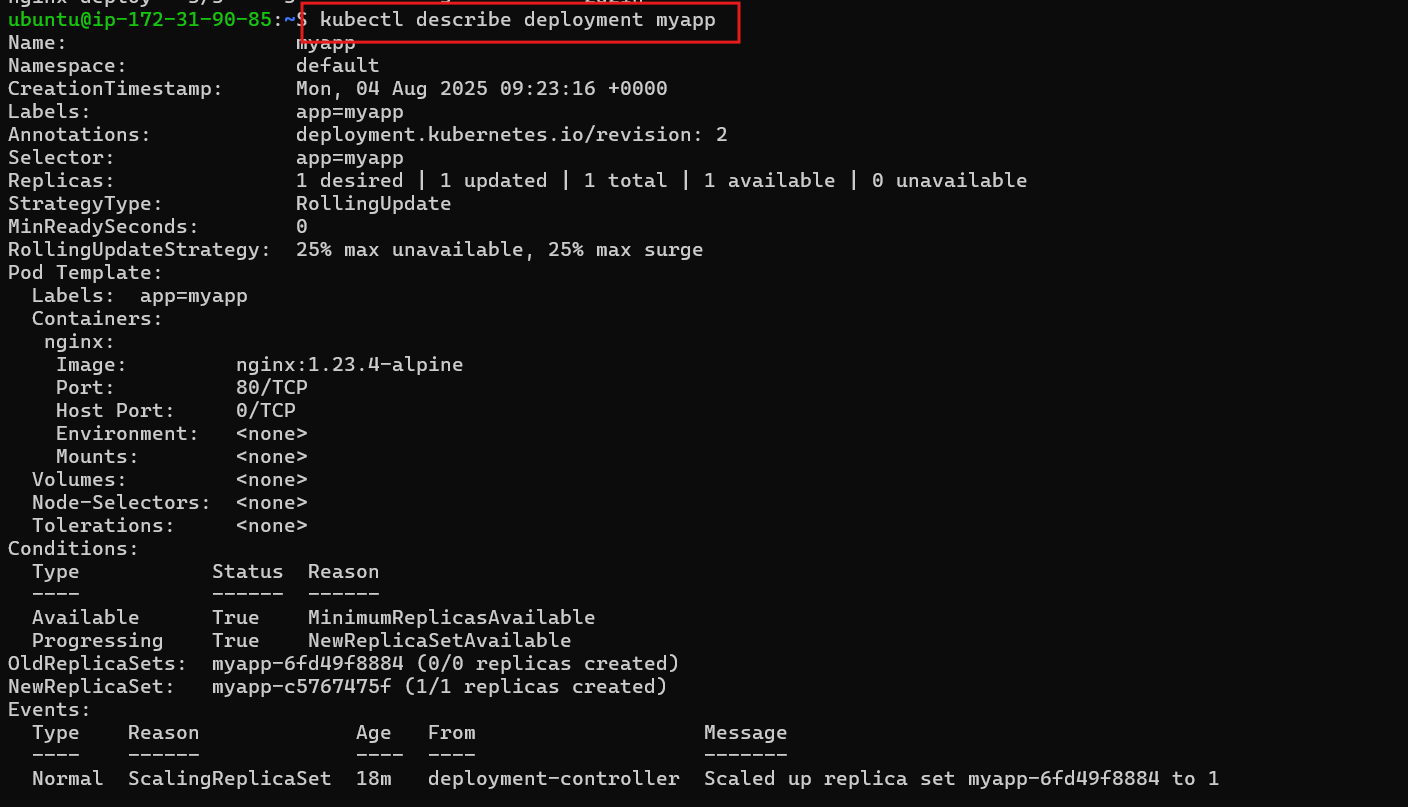 ubuntu@ip-172-31-90-85:~$ kubectl describe deployment myapp
Name:                   myapp
Namespace:              default
CreationTimestamp:      Mon, 04 Aug 2025 09:23:16 +0000
Labels:                 app=myapp
Annotations:            deployment.kubernetes.io/revision: 2
Selector:               app=myapp
Replicas:               1 desired | 1 updated | 1 total | 1 available | 0 unavailable
StrategyType:           RollingUpdate
MinReadySeconds:        0
RollingUpdateStrategy:  25% max unavailable, 25% max surge
Pod Template:
  Labels:  app=myapp
  Containers:
   nginx:
    Image:         nginx:1.23.4-alpine
    Port:          80/TCP
    Host Port:     0/TCP
    Environment:   <none>
    Mounts:        <none>
  Volumes:         <none>
  Node-Selectors:  <none>
  Tolerations:     <none>
Conditions:
  Type           Status  Reason
  ----           ------  ------
  Available      True    MinimumReplicasAvailable
  Progressing    True    NewReplicaSetAvailable
OldReplicaSets:  myapp-6fd49f8884 (0/0 replicas created)
NewReplicaSet:   myapp-c5767475f (1/1 replicas created)
Events:
  Type    Reason             Age   From                   Message
  ----    ------             ----  ----                   -------
  Normal  ScalingReplicaSet  18m   deployment-controller  Scaled up replica set myapp-6fd49f8884 to 1